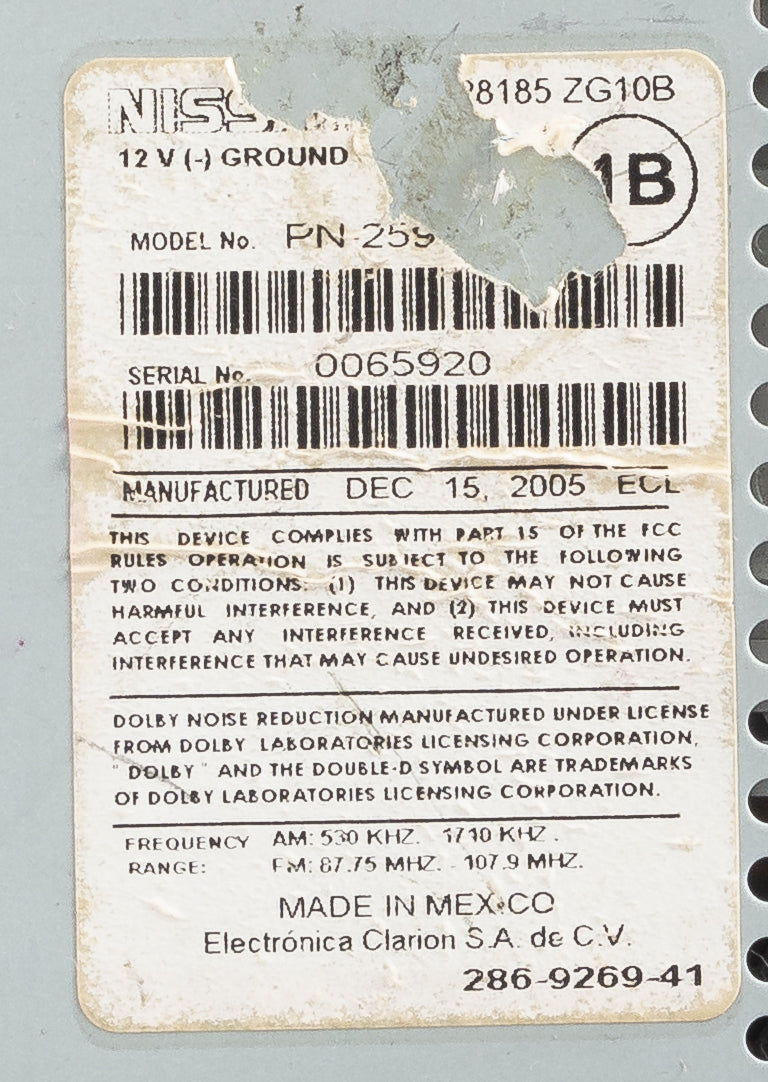 8185 ZG10B
12 V (-) GROUND
1B
MODEL No. PN-259
SERIAL No. 0065920
MANUFACTURED DEC 15, 2005 ECL
THIS DEVICE COMPLIES WITH PART 15 OF THE FCC
RULES OPERATION IS SUBJECT TO THE FOLLOWING
TWO CONDITIONS: (1) THIS DEVICE MAY NOT CAUSE
HARMFUL INTERFERENCE, AND (2) THIS DEVICE MUST
ACCEPT ANY INTERFERENCE RECEIVED, INCLUDING
INTERFERENCE THAT MAY CAUSE UNDESIRED OPERATION.
DOLBY NOISE REDUCTION MANUFACTURED UNDER LICENSE
FROM DOLBY LABORATORIES LICENSING CORPORATION,
" DOLBY " AND THE DOUBLE-D SYMBOL ARE TRADEMARKS
OF DOLBY LABORATORIES LICENSING CORPORATION.
FREQUENCY AM: 530 KHZ. 1710 KHZ .
RANGE: FM: 87.75 MHZ. - 107.9 MHZ.
MADE IN MEXICO
Electrónica Clarion S.A. de C.V.
286-9269-41